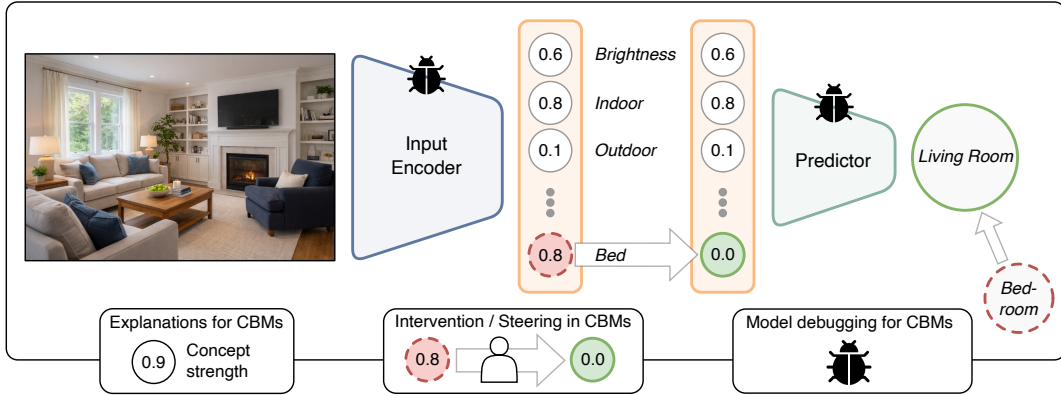 0.6 Brightness 0.6
0.8 Indoor 0.8
0.1 Outdoor 0.1
Input
Encoder
Predictor
Living Room
0.8 Bed 0.0
Bed-
room
Explanations for CBMs
0.9 Concept
strength
Intervention / Steering in CBMs
0.8 0.0
Model debugging for CBMs